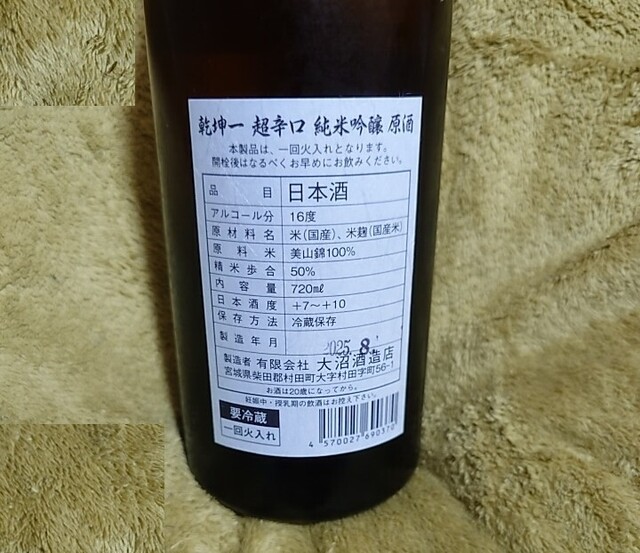 乾坤一 超辛口 純米吟醸 原酒
本製品は、一回火入れとなります。
開栓後はなるべくお早めにお飲みください。
品目 日本酒
アルコール分 16度
原材料名 米(国産)、米麹(国産米)
原料米 美山錦100%
精米歩合 50%
内容量 720mℓ
日本酒度 +7～+10
保存方法 冷蔵保存
製造年月 2025.8
製造者 有限会社 大沼酒造店
宮城県柴田郡村田町大字村田字町56-1
お酒は20歳になってから。
妊娠中・授乳期の飲酒はお控え下さい。
要冷蔵
一回火入れ
4 570027 690370